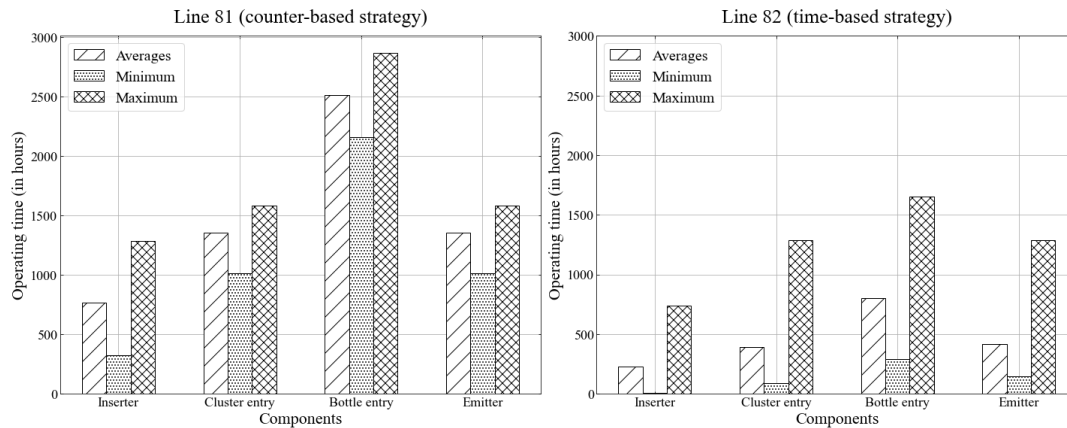 Line 81 (counter-based strategy)
Operating time (in hours)
3000
2500
2000
1500
1000
500
0
Averages
Minimum
Maximum
Inserter Cluster entry Bottle entry Emitter
Components
Line 82 (time-based strategy)
Operating time (in hours)
3000
2500
2000
1500
1000
500
0
Averages
Minimum
Maximum
Inserter Cluster entry Bottle entry Emitter
Components